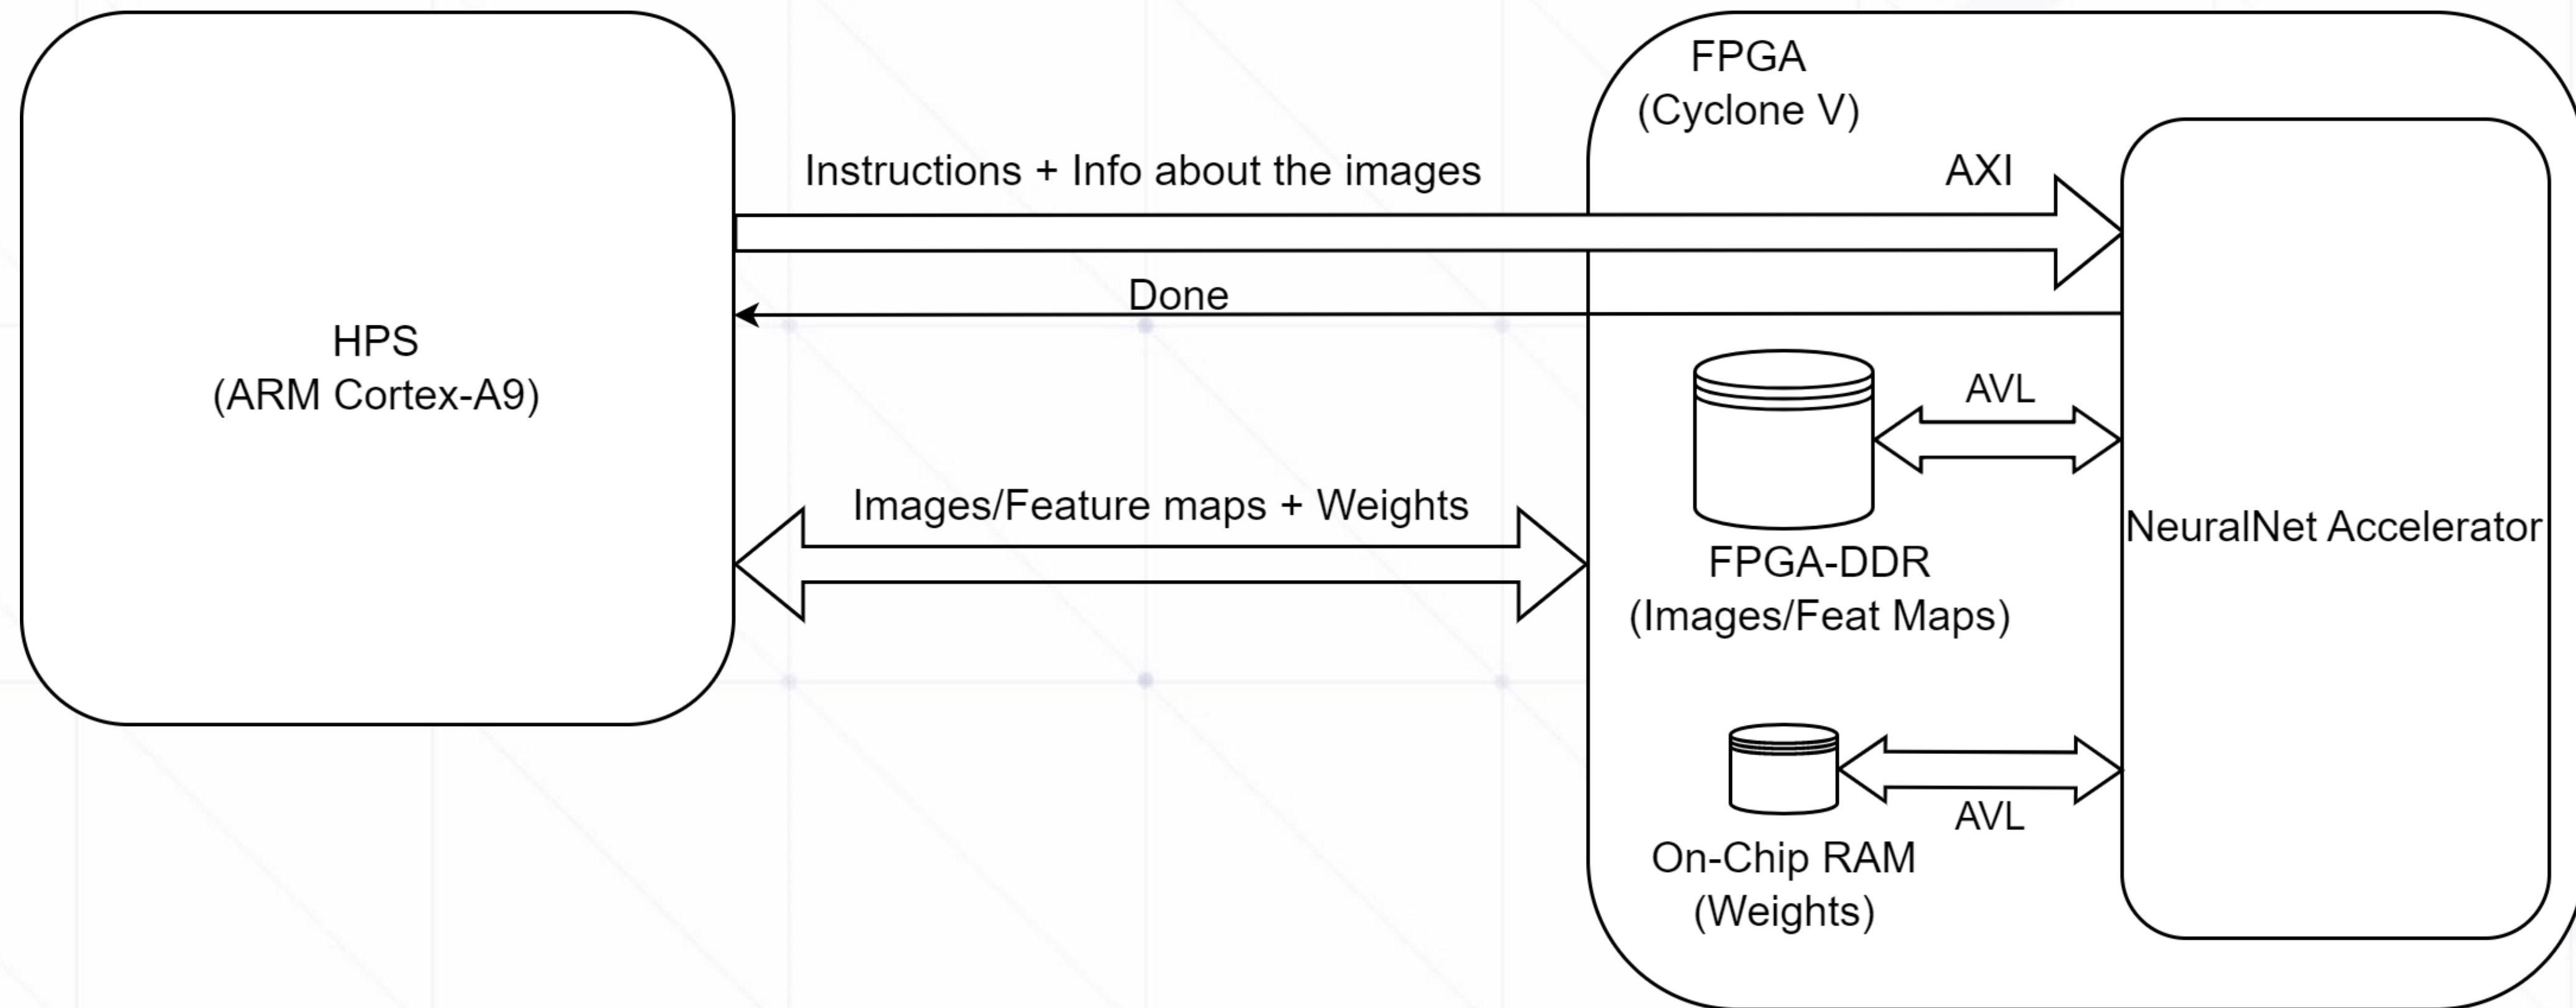 FPGA
(Cyclone V)
Instructions + Info about the images
AXI
Done
HPS
(ARM Cortex-A9)
AVL
Images/Feature maps + Weights
NeuralNet Accelerator
FPGA-DDR
(Images/Feat Maps)
AVL
On-Chip RAM
(Weights)